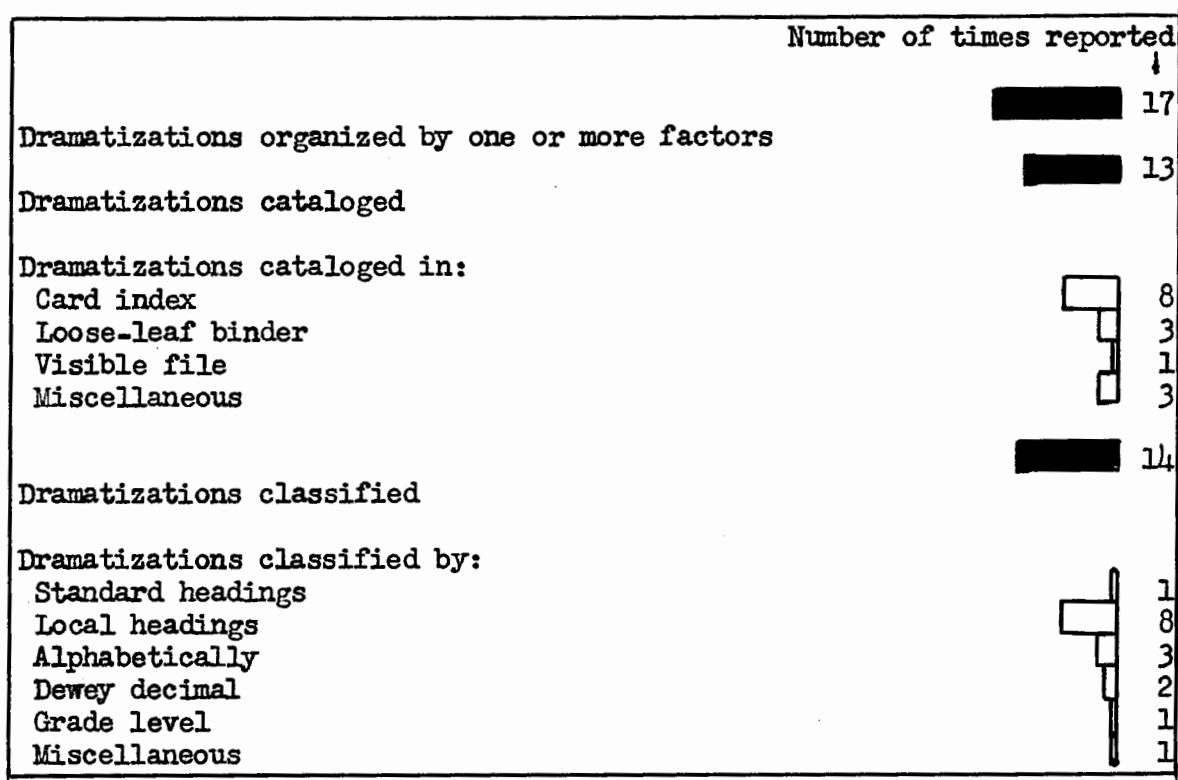 Number of times reported
17
Dramatizations organized by one or more factors
13
Dramatizations cataloged
Dramatizations cataloged in:
Card index 8
Loose-leaf binder 3
Visible file 1
Miscellaneous 3
14
Dramatizations classified
Dramatizations classified by:
Standard headings 1
Local headings 8
Alphabetically 3
Dewey decimal 2
Grade level 1
Miscellaneous 1